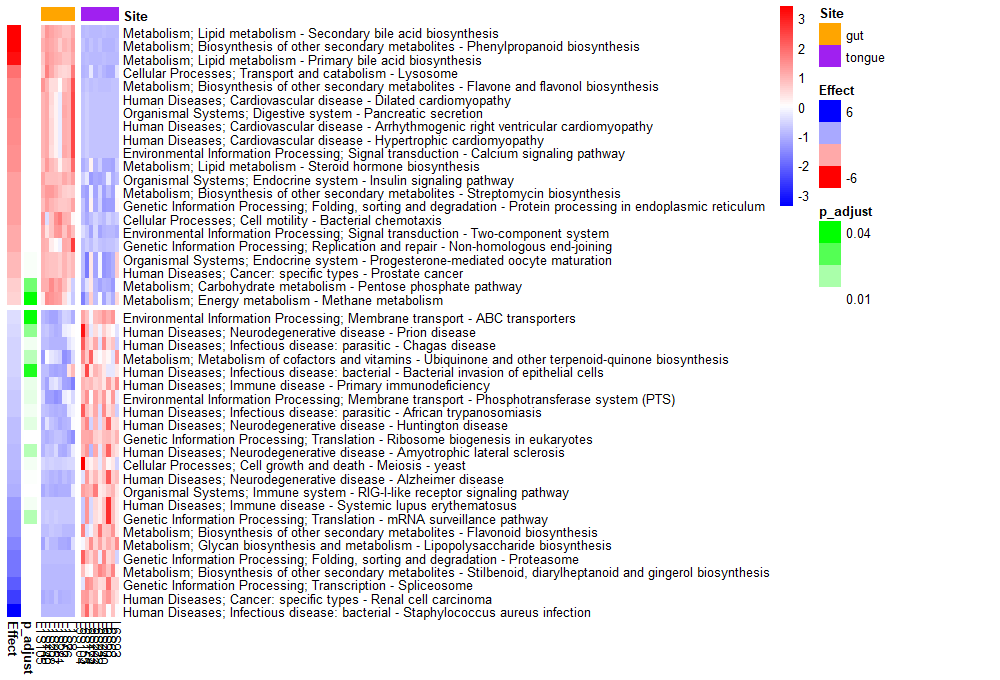 Site
Metabolism; Lipid metabolism - Secondary bile acid biosynthesis
Metabolism; Biosynthesis of other secondary metabolites - Phenylpropanoid biosynthesis
Metabolism; Lipid metabolism - Primary bile acid biosynthesis
Cellular Processes; Transport and catabolism - Lysosome
Metabolism; Biosynthesis of other secondary metabolites - Flavone and flavonol biosynthesis
Human Diseases; Cardiovascular disease - Dilated cardiomyopathy
Organismal Systems; Digestive system - Pancreatic secretion
Human Diseases; Cardiovascular disease - Arrhythmogenic right ventricular cardiomyopathy
Human Diseases; Cardiovascular disease - Hypertrophic cardiomyopathy
Environmental Information Processing; Signal transduction - Calcium signaling pathway
Metabolism; Lipid metabolism - Steroid hormone biosynthesis
Organismal Systems; Endocrine system - Insulin signaling pathway
Metabolism; Biosynthesis of other secondary metabolites - Streptomycin biosynthesis
Genetic Information Processing; Folding, sorting and degradation - Protein processing in endoplasmic reticulum
Cellular Processes; Cell motility - Bacterial chemotaxis
Environmental Information Processing; Signal transduction - Two-component system
Genetic Information Processing; Replication and repair - Non-homologous end-joining
Organismal Systems; Endocrine system - Progesterone-mediated oocyte maturation
Human Diseases; Cancer: specific types - Prostate cancer
Metabolism; Carbohydrate metabolism - Pentose phosphate pathway
Metabolism; Energy metabolism - Methane metabolism
Environmental Information Processing; Membrane transport - ABC transporters
Human Diseases; Neurodegenerative disease - Prion disease
Human Diseases; Infectious disease: parasitic - Chagas disease
Metabolism; Metabolism of cofactors and vitamins - Ubiquinone and other terpenoid-quinone biosynthesis
Human Diseases; Infectious disease: bacterial - Bacterial invasion of epithelial cells
Human Diseases; Immune disease - Primary immunodeficiency
Environmental Information Processing; Membrane transport - Phosphotransferase system (PTS)
Human Diseases; Infectious disease: parasitic - African trypanosomiasis
Human Diseases; Neurodegenerative disease - Huntington disease
Genetic Information Processing; Translation - Ribosome biogenesis in eukaryotes
Human Diseases; Neurodegenerative disease - Amyotrophic lateral sclerosis
Cellular Processes; Cell growth and death - Meiosis - yeast
Human Diseases; Neurodegenerative disease - Alzheimer disease
Organismal Systems; Immune system - RIG-I-like receptor signaling pathway
Human Diseases; Immune disease - Systemic lupus erythematosus
Genetic Information Processing; Translation - mRNA surveillance pathway
Metabolism; Biosynthesis of other secondary metabolites - Flavonoid biosynthesis
Metabolism; Glycan biosynthesis and metabolism - Lipopolysaccharide biosynthesis
Genetic Information Processing; Folding, sorting and degradation - Proteasome
Metabolism; Biosynthesis of other secondary metabolites - Stilbenoid, diarylheptanoid and gingerol biosynthesis
Genetic Information Processing; Transcription - Spliceosome
Human Diseases; Cancer: specific types - Renal cell carcinoma
Human Diseases; Infectious disease: bacterial - Staphylococcus aureus infection
Effect
p_adjust
3
2
1
0
-1
-2
-3
Site
gut
tongue
Effect
6
-6
p_adjust
0.04
0.01